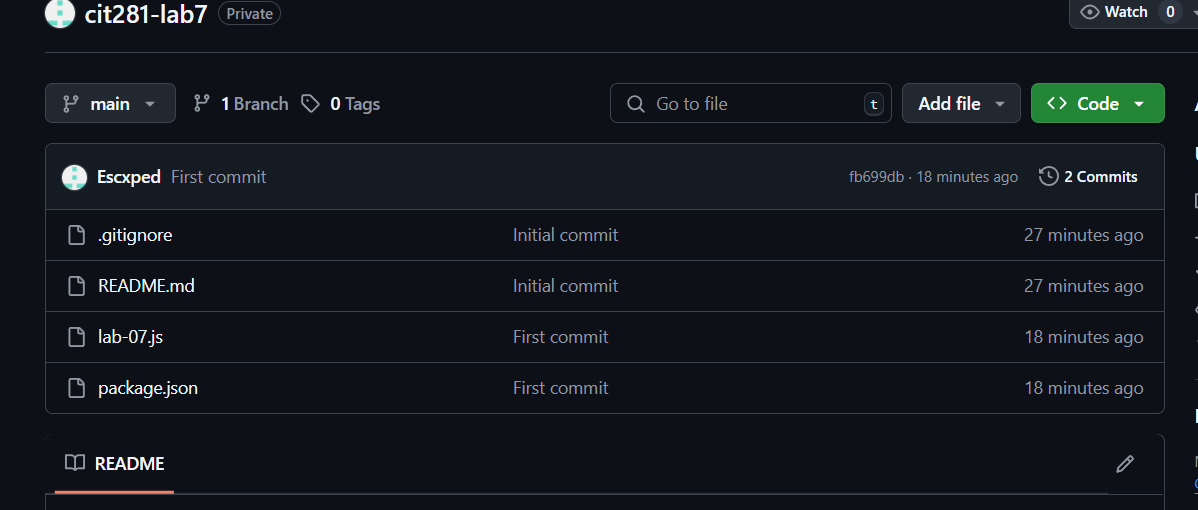 cit281-lab7 Private Watch 0
main 1 Branch 0 Tags Go to file t Add file Code
Escxped First commit fb699db · 18 minutes ago 2 Commits
.gitignore Initial commit 27 minutes ago
README.md Initial commit 27 minutes ago
lab-07.js First commit 18 minutes ago
package.json First commit 18 minutes ago
README